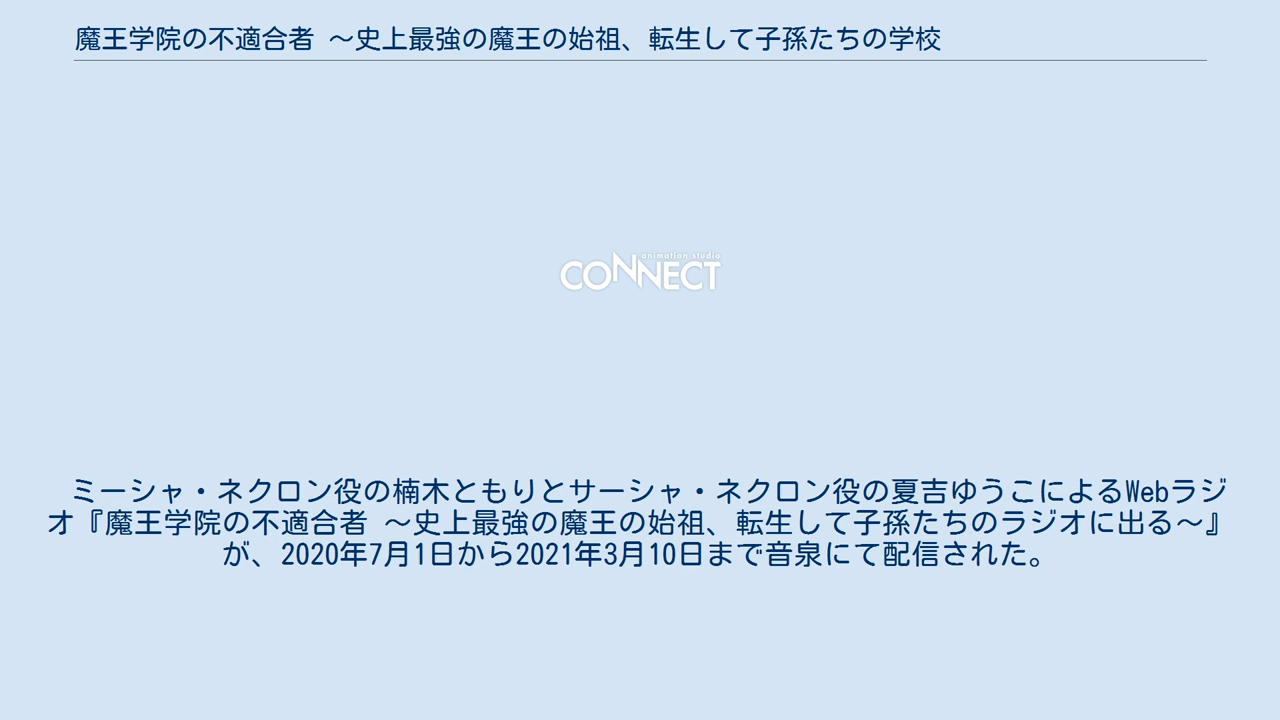 魔王学院の不適合者 〜史上最強の魔王の始祖、転生して子孫たちの学校
animation studio
CONNECT
ミーシャ・ネクロン役の楠木ともりとサーシャ・ネクロン役の夏吉ゆうこによるWebラジ
オ『魔王学院の不適合者 〜史上最強の魔王の始祖、転生して子孫たちのラジオに出る〜』
が、2020年7月1日から2021年3月10日まで音泉にて配信された。